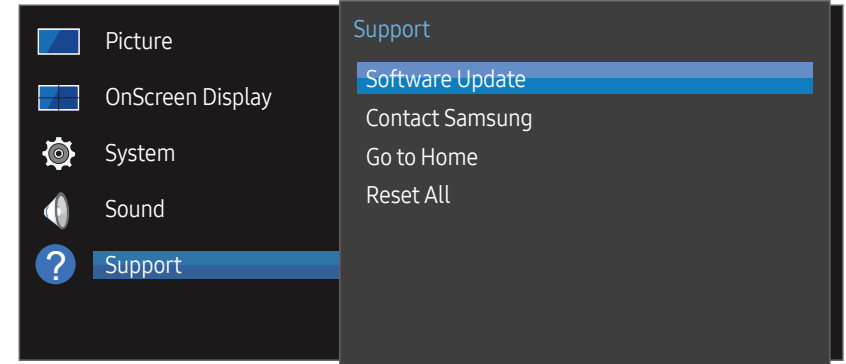 Picture
OnScreen Display
System
Sound
? Support
Support
Software Update
Contact Samsung
Go to Home
Reset All